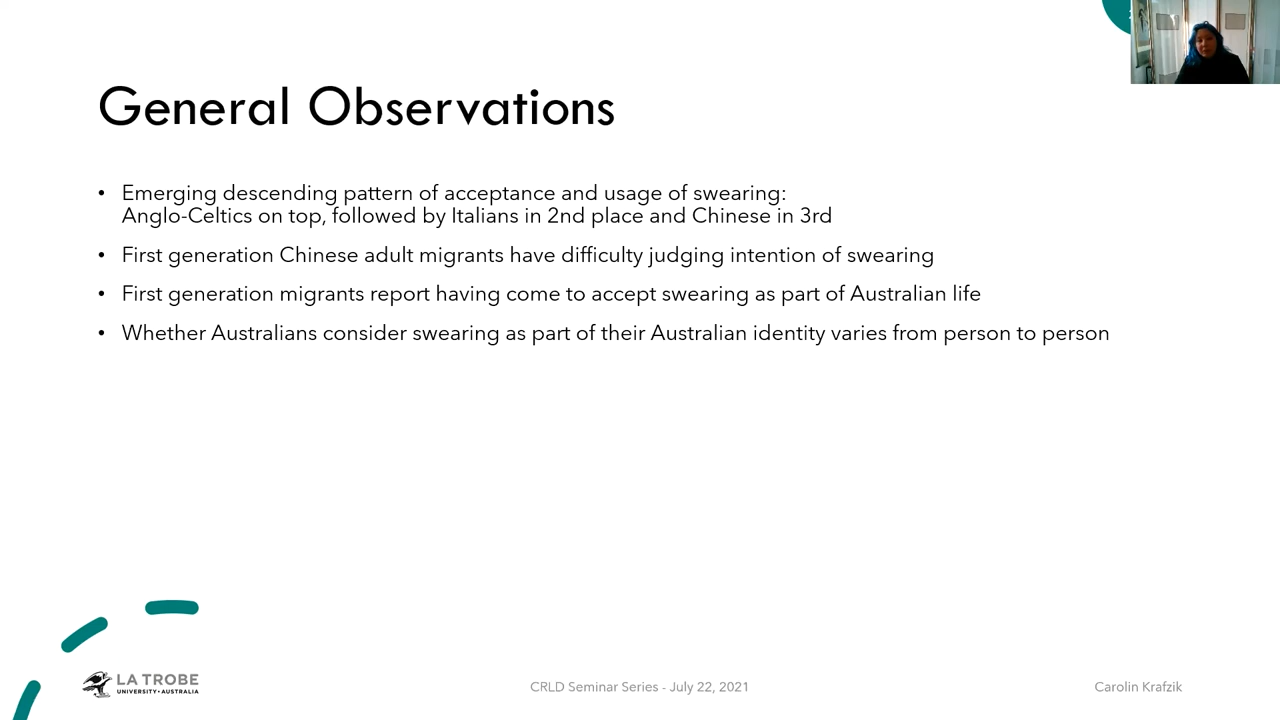 General Observations
• Emerging descending pattern of acceptance and usage of swearing:
Anglo-Celtics on top, followed by Italians in 2nd place and Chinese in 3rd
• First generation Chinese adult migrants have difficulty judging intention of swearing
• First generation migrants report having come to accept swearing as part of Australian life
• Whether Australians consider swearing as part of their Australian identity varies from person to person
LA TROBE
UNIVERSITY • AUSTRALIA
CRLD Seminar Series - July 22, 2021
Carolin Krafzik